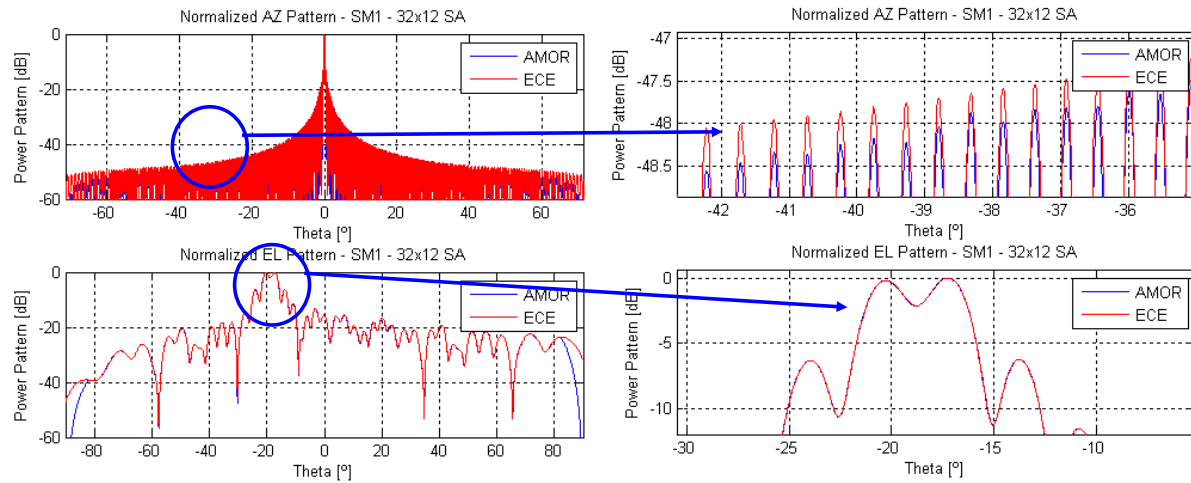 Normalized AZ Pattern - SM1 - 32x12 SA
Power Pattern [dB]
0
-20
-40
-60
-60 -40 -20 0 20 40 60
Theta [º]
AMOR
ECE
Normalized AZ Pattern - SM1 - 32x12 SA
Power Pattern [dB]
-47
-47.5
-48
-48.5
-42 -41 -40 -39 -38 -37 -36
Theta [º]
AMOR
ECE
Normalized EL Pattern - SM1 - 32x12 SA
Power Pattern [dB]
0
-20
-40
-60
-80 -60 -40 -20 0 20 40 60 80
Theta [º]
AMOR
ECE
Normalized EL Pattern - SM1 - 32x12 SA
Power Pattern [dB]
0
-5
-10
-30 -25 -20 -15 -10
Theta [º]
AMOR
ECE